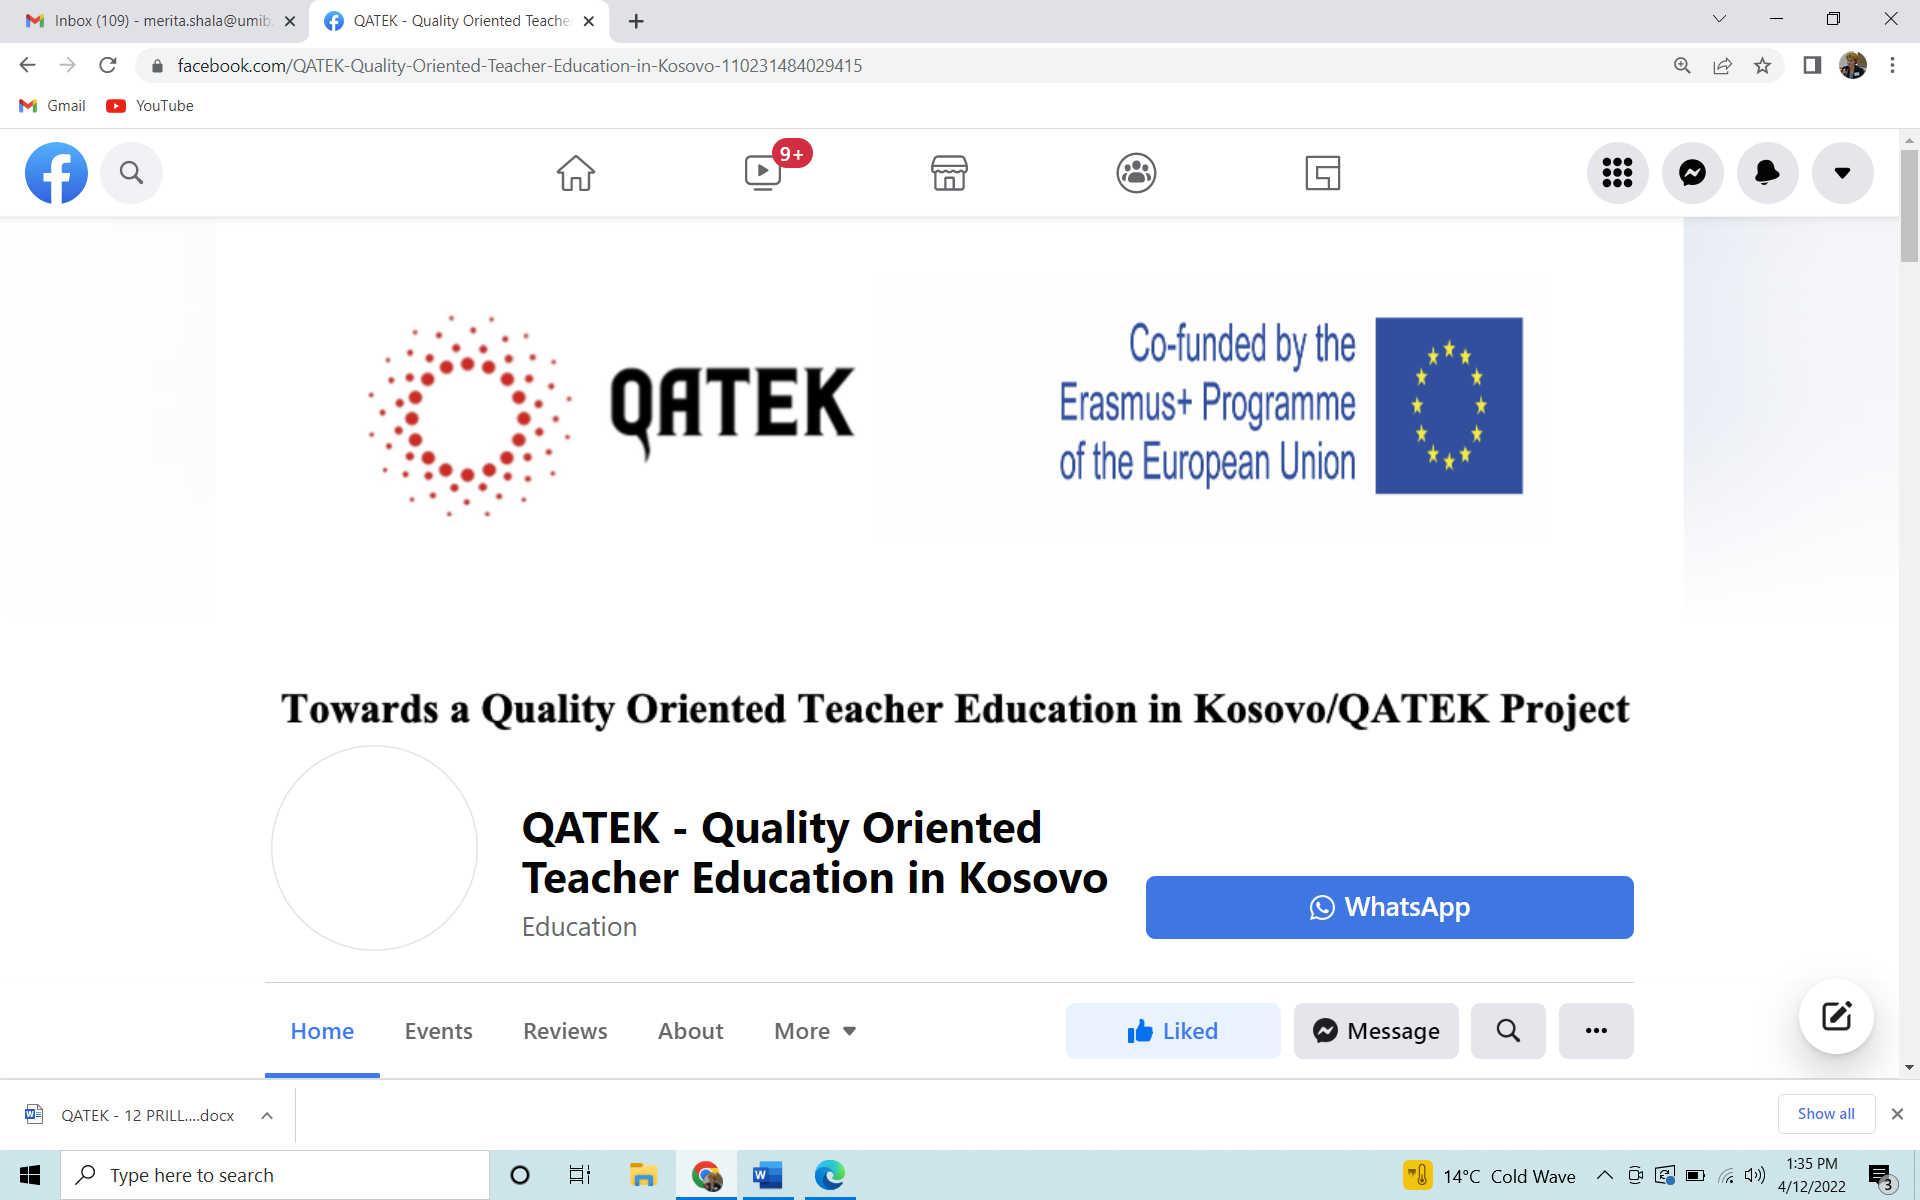 Inbox (109) - merita.shala@umib.
QATEK - Quality Oriented Teache
facebook.com/QATEK-Quality-Oriented-Teacher-Education-in-Kosovo-110231484029415
Gmail
YouTube
9+
QATEK
Co-funded by the
Erasmus+ Programme
of the European Union
Towards a Quality Oriented Teacher Education in Kosovo/QATEK Project
QATEK - Quality Oriented
Teacher Education in Kosovo
Education
WhatsApp
Home
Events
Reviews
About
More
Liked
Message
QATEK - 12 PRILL....docx
Show all
Type here to search
14°C Cold Wave
1:35 PM
4/12/2022
3